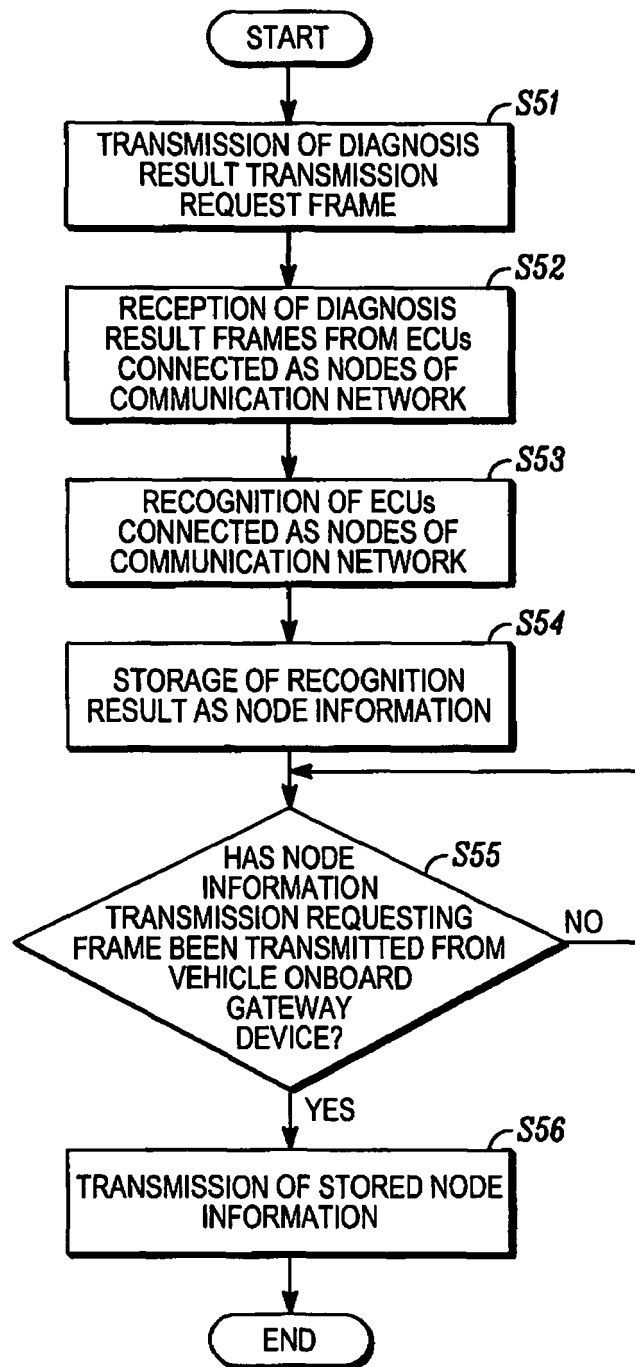 START
S51
TRANSMISSION OF DIAGNOSIS
RESULT TRANSMISSION
REQUEST FRAME
S52
RECEPTION OF DIAGNOSIS
RESULT FRAMES FROM ECUs
CONNECTED AS NODES OF
COMMUNICATION NETWORK
S53
RECOGNITION OF ECUs
CONNECTED AS NODES OF
COMMUNICATION NETWORK
S54
STORAGE OF RECOGNITION
RESULT AS NODE INFORMATION
S55
HAS NODE
INFORMATION
TRANSMISSION REQUESTING
FRAME BEEN TRANSMITTED FROM
VEHICLE ONBOARD
GATEWAY
DEVICE?
NO
YES
S56
TRANSMISSION OF STORED NODE
INFORMATION
END